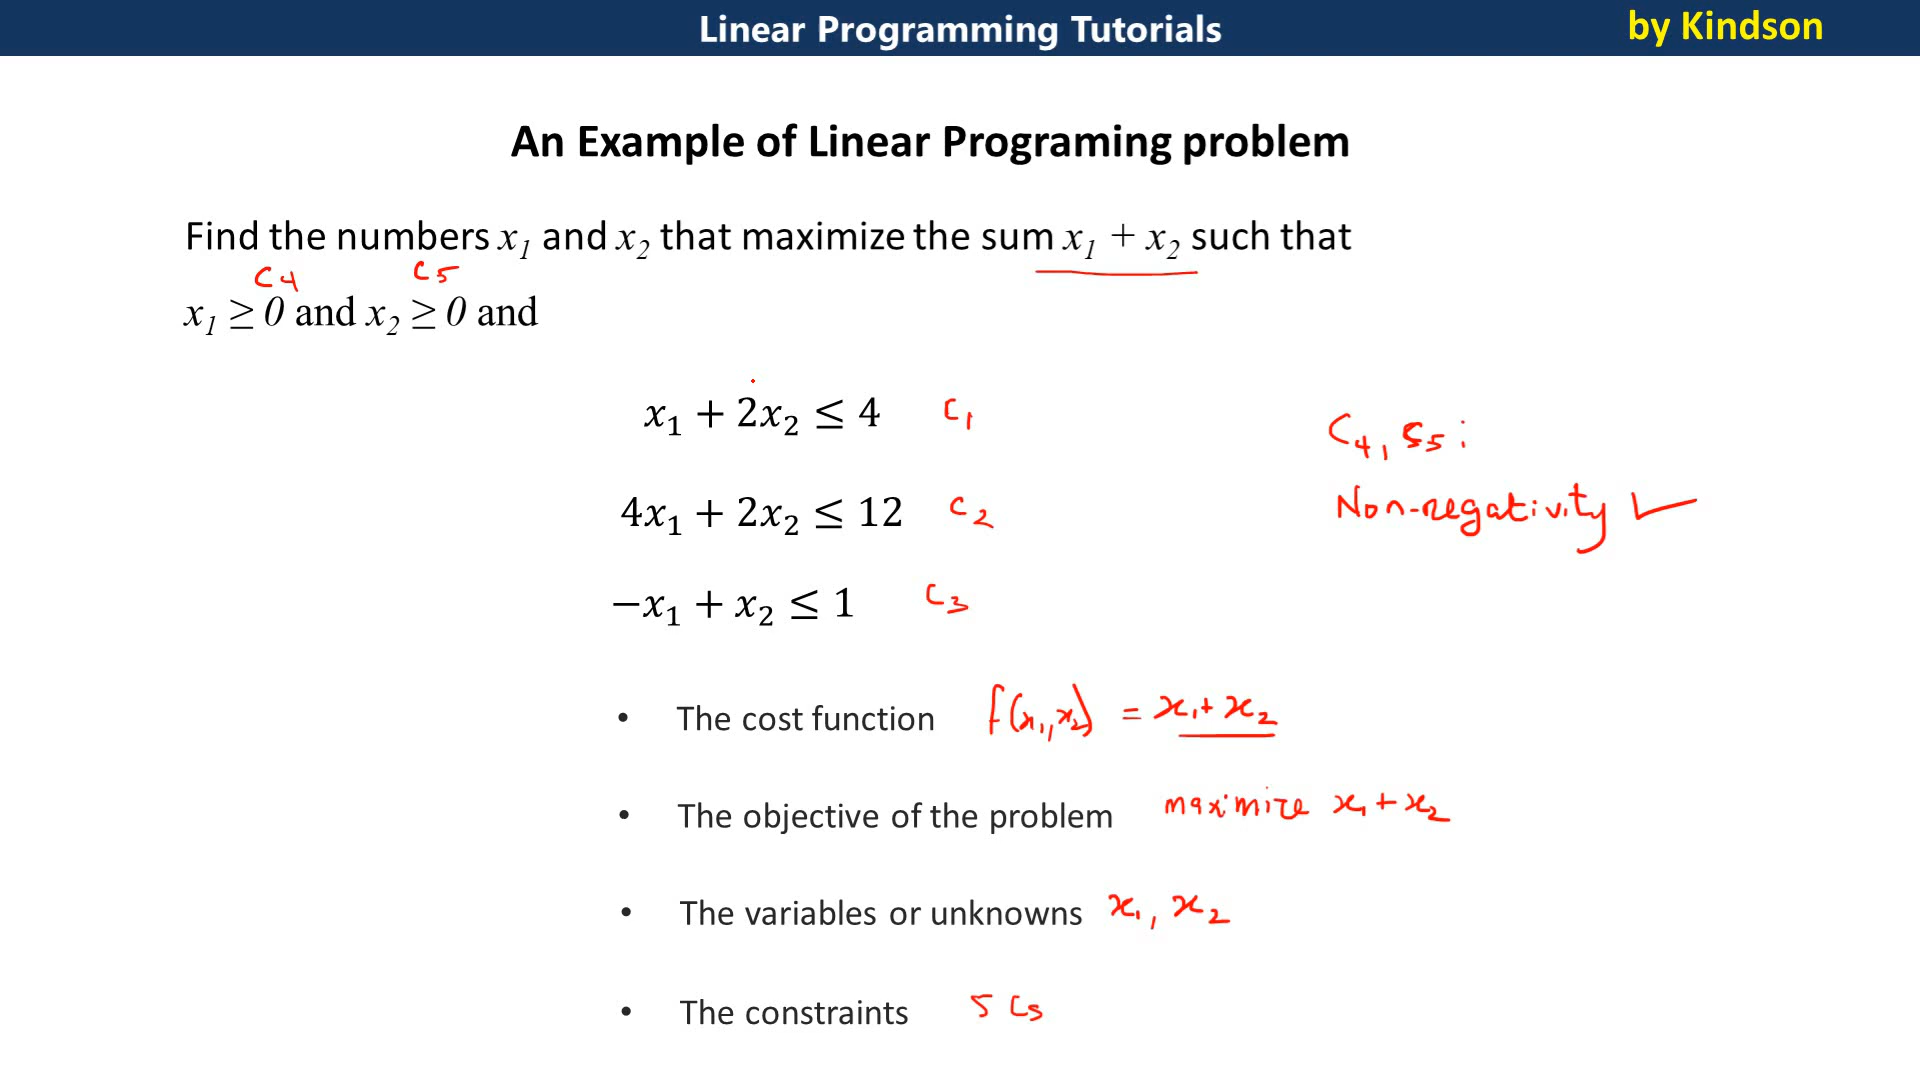 Linear Programming Tutorials
by Kindson
An Example of Linear Programing problem
Find the numbers x₁ and x₂ that maximize the sum x₁ + x₂ such that
C4 C5
x₁ ≥ 0 and x₂ ≥ 0 and
x₁ + 2x₂ ≤ 4 C1
C4, C5:
4x₁ + 2x₂ ≤ 12 C2
Non-negativity ✓
−x₁ + x₂ ≤ 1 C3
• The cost function f(x₁, x₂) = x₁ + x₂
• The objective of the problem maximize x₁ + x₂
• The variables or unknowns x₁, x₂
• The constraints 5 Cs